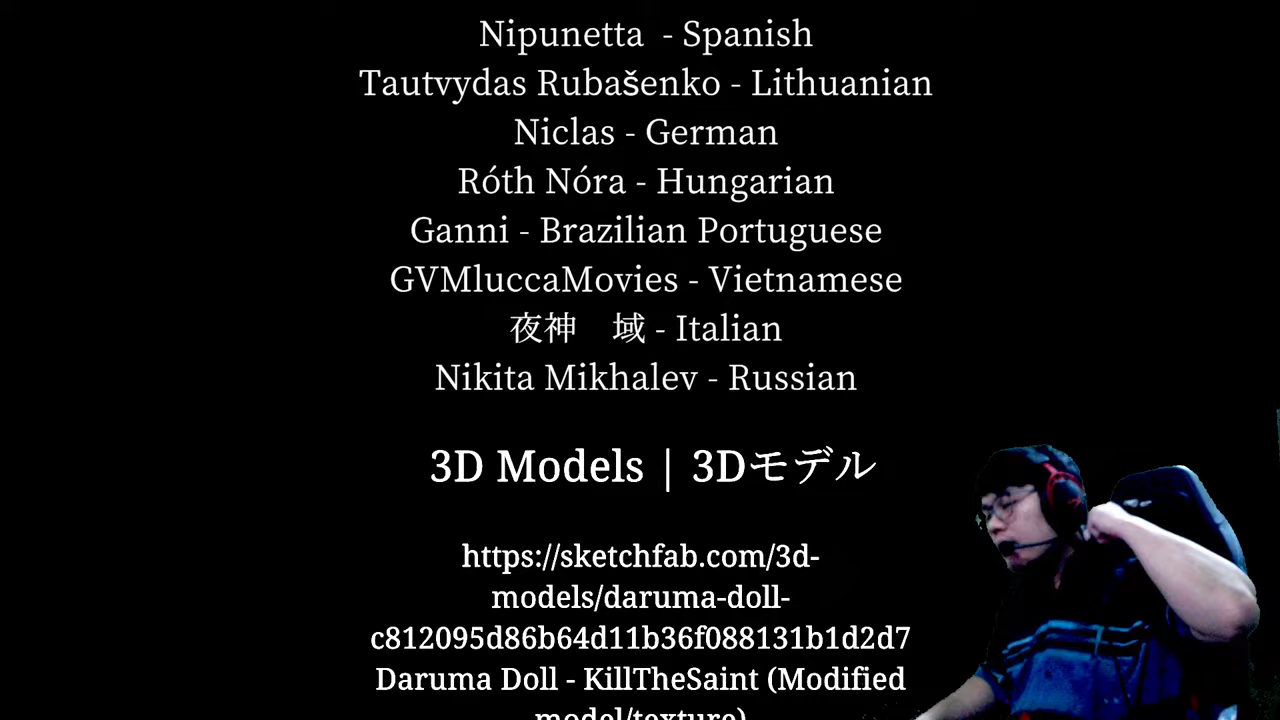 Nipunetta - Spanish
Tautvydas Rubašenko - Lithuanian
Niclas - German
Róth Nóra - Hungarian
Ganni - Brazilian Portuguese
GVMluccaMovies - Vietnamese
夜神　域 - Italian
Nikita Mikhalev - Russian
3D Models | 3Dモデル
https://sketchfab.com/3d-
models/daruma-doll-
c812095d86b64d11b36f088131b1d2d7
Daruma Doll - KillTheSaint (Modified
model/texture)